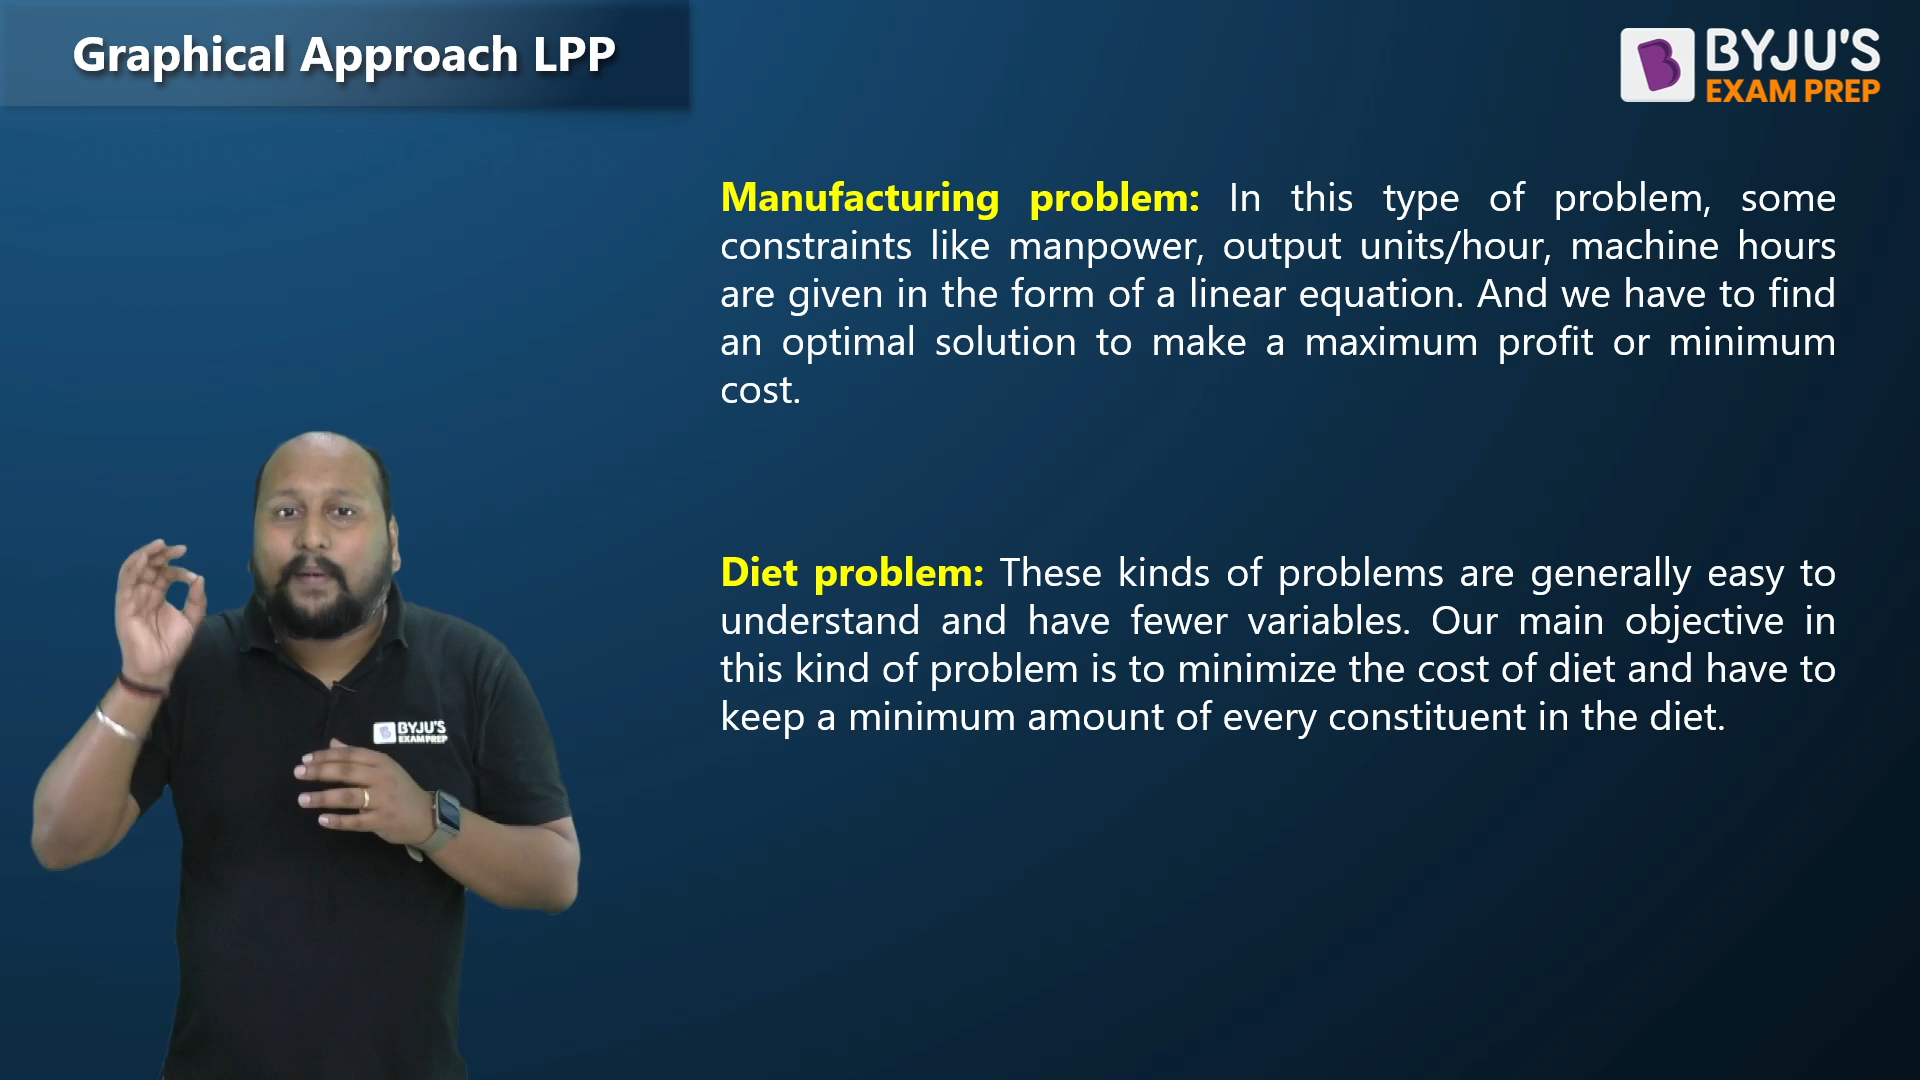 Graphical Approach LPP
BYJU'S
EXAM PREP
Manufacturing problem: In this type of problem, some
constraints like manpower, output units/hour, machine hours
are given in the form of a linear equation. And we have to find
an optimal solution to make a maximum profit or minimum
cost.
Diet problem: These kinds of problems are generally easy to
understand and have fewer variables. Our main objective in
this kind of problem is to minimize the cost of diet and have to
keep a minimum amount of every constituent in the diet.
BYJU'S
EXAM PREP